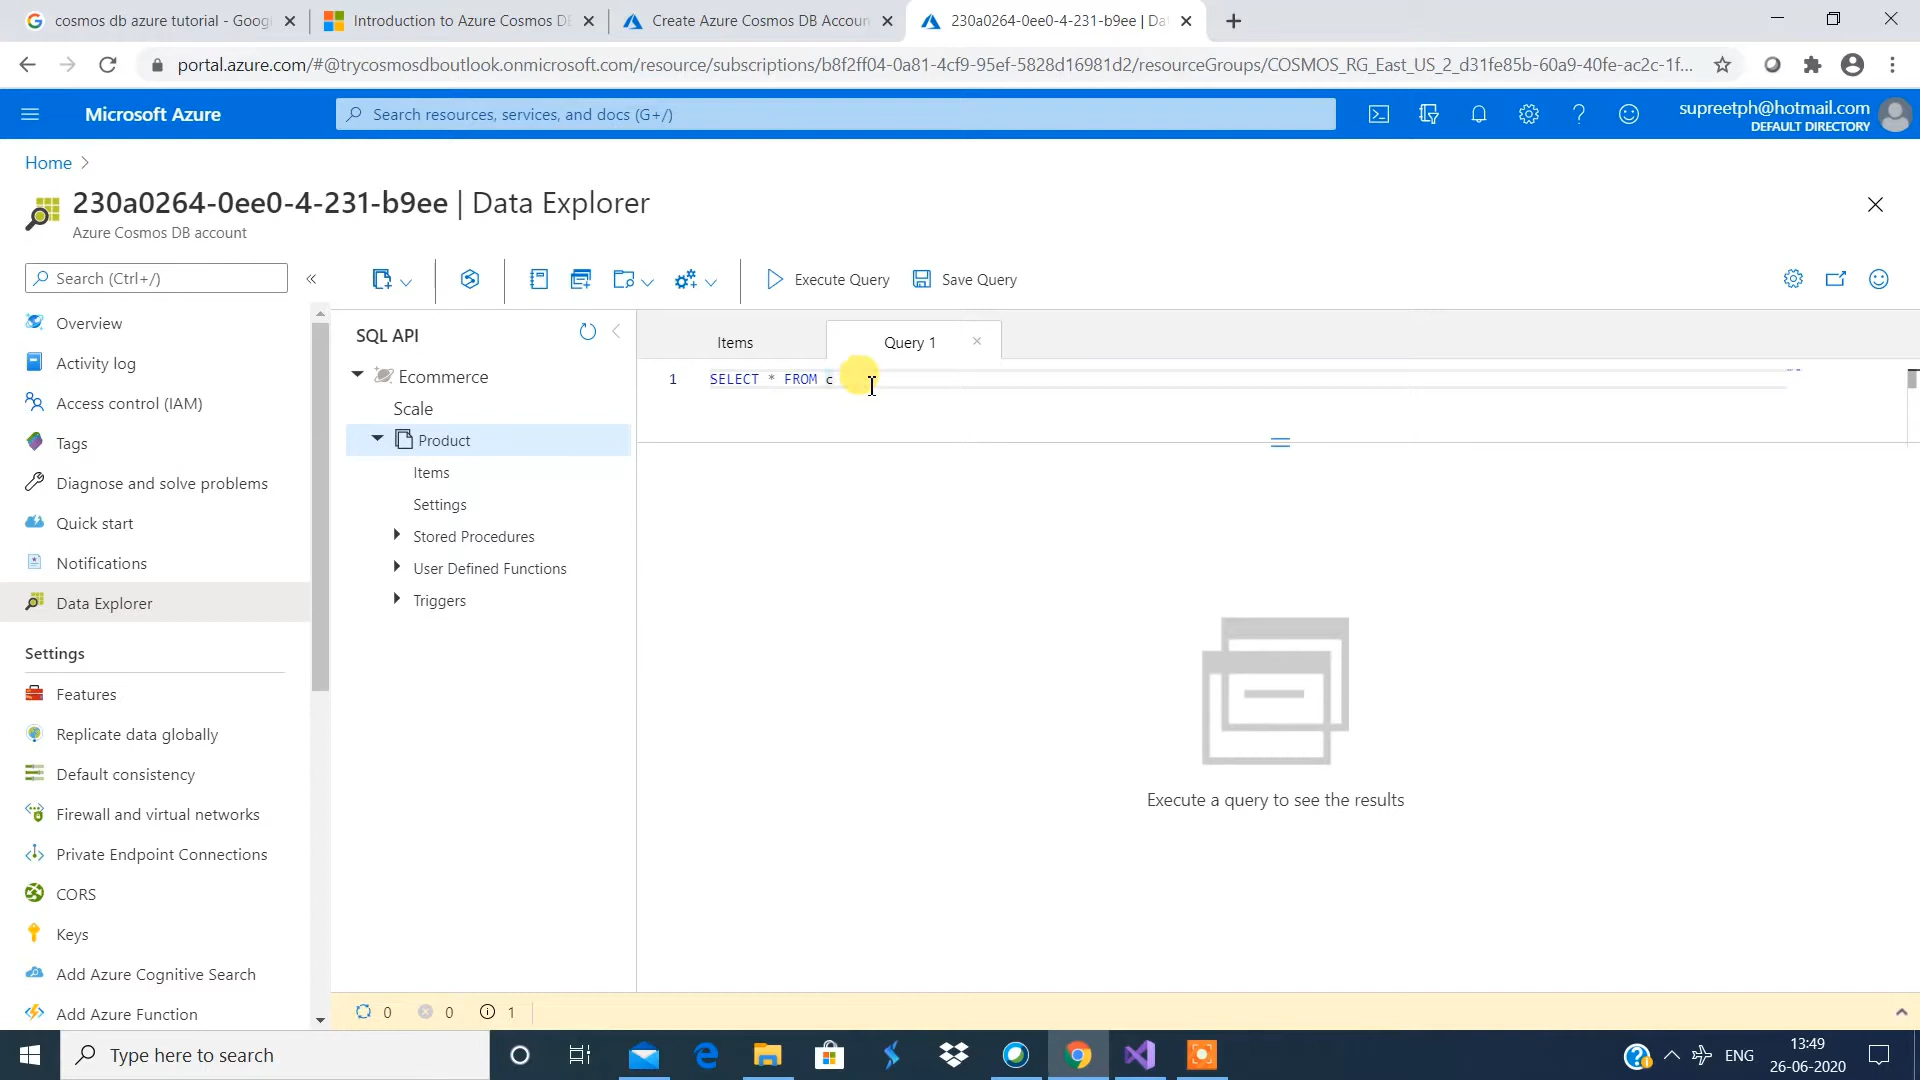 cosmos db azure tutorial - Goog
Introduction to Azure Cosmos D
Create Azure Cosmos DB Accoun
230a0264-0ee0-4-231-b9ee | Da
portal.azure.com/#@trycosmosdboutlook.onmicrosoft.com/resource/subscriptions/b8f2ff04-0a81-4cf9-95ef-5828d16981d2/resourceGroups/COSMOS_RG_East_US_2_d31fe85b-60a9-40fe-ac2c-1f...
Microsoft Azure
Search resources, services, and docs (G+/)
supreetph@hotmail.com
DEFAULT DIRECTORY
Home
230a0264-0ee0-4-231-b9ee | Data Explorer
Azure Cosmos DB account
Search (Ctrl+/)
Execute Query
Save Query
Overview
Activity log
Access control (IAM)
Tags
Diagnose and solve problems
Quick start
Notifications
Data Explorer
Settings
Features
Replicate data globally
Default consistency
Firewall and virtual networks
Private Endpoint Connections
CORS
Keys
Add Azure Cognitive Search
Add Azure Function
SQL API
Ecommerce
Scale
Product
Items
Settings
Stored Procedures
User Defined Functions
Triggers
Items
Query 1
1 SELECT * FROM c
Execute a query to see the results
0 0 1
Type here to search
ENG
13:49
26-06-2020